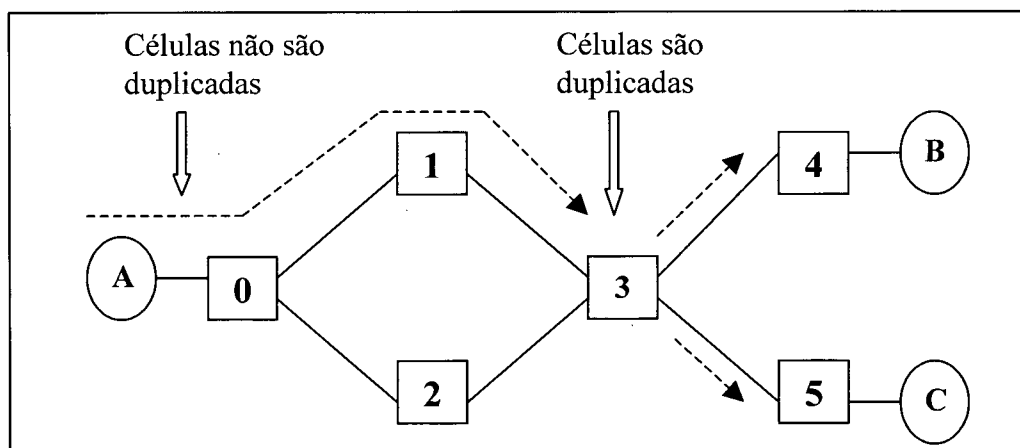 Células não são
duplicadas
Células são
duplicadas
1
4
B
A
0
3
2
5
C